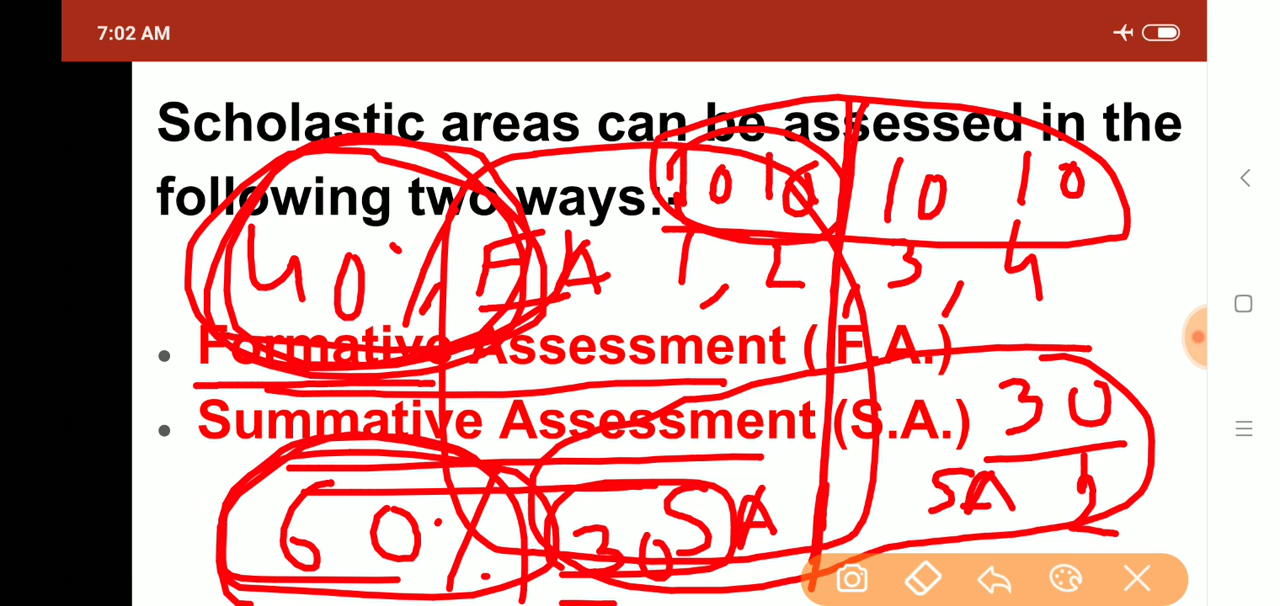 7:02 AM
Scholastic areas can be assessed in the
following two ways:-
10 10 10 10
40%, FA 1, 2, 3, 4
• Formative Assessment ( F.A.)
• Summative Assessment (S.A.) 30
60% 30 SA SA 2